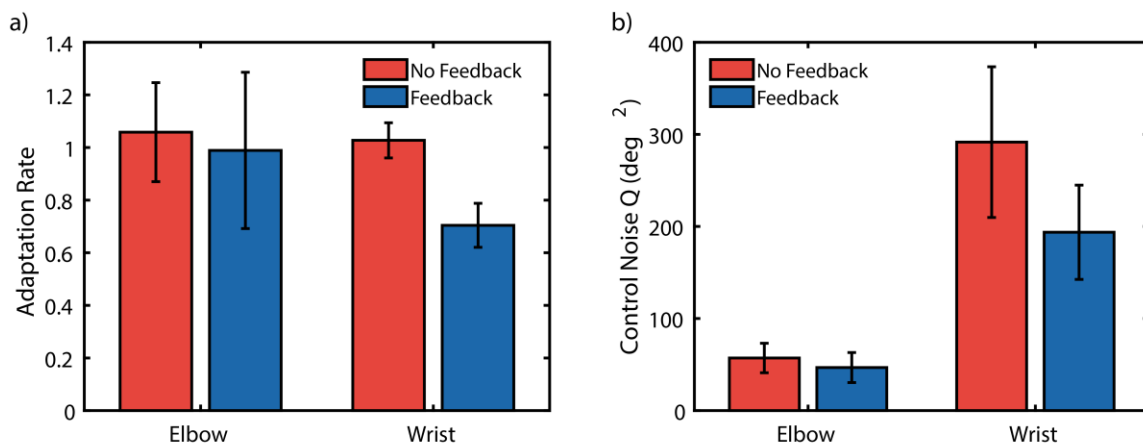 a)
1.4
1.2
1
0.8
0.6
0.4
0.2
0
Adaptation Rate
No Feedback
Feedback
Elbow Wrist
b)
400
300
200
100
0
Control Noise Q (deg 2)
No Feedback
Feedback
Elbow Wrist